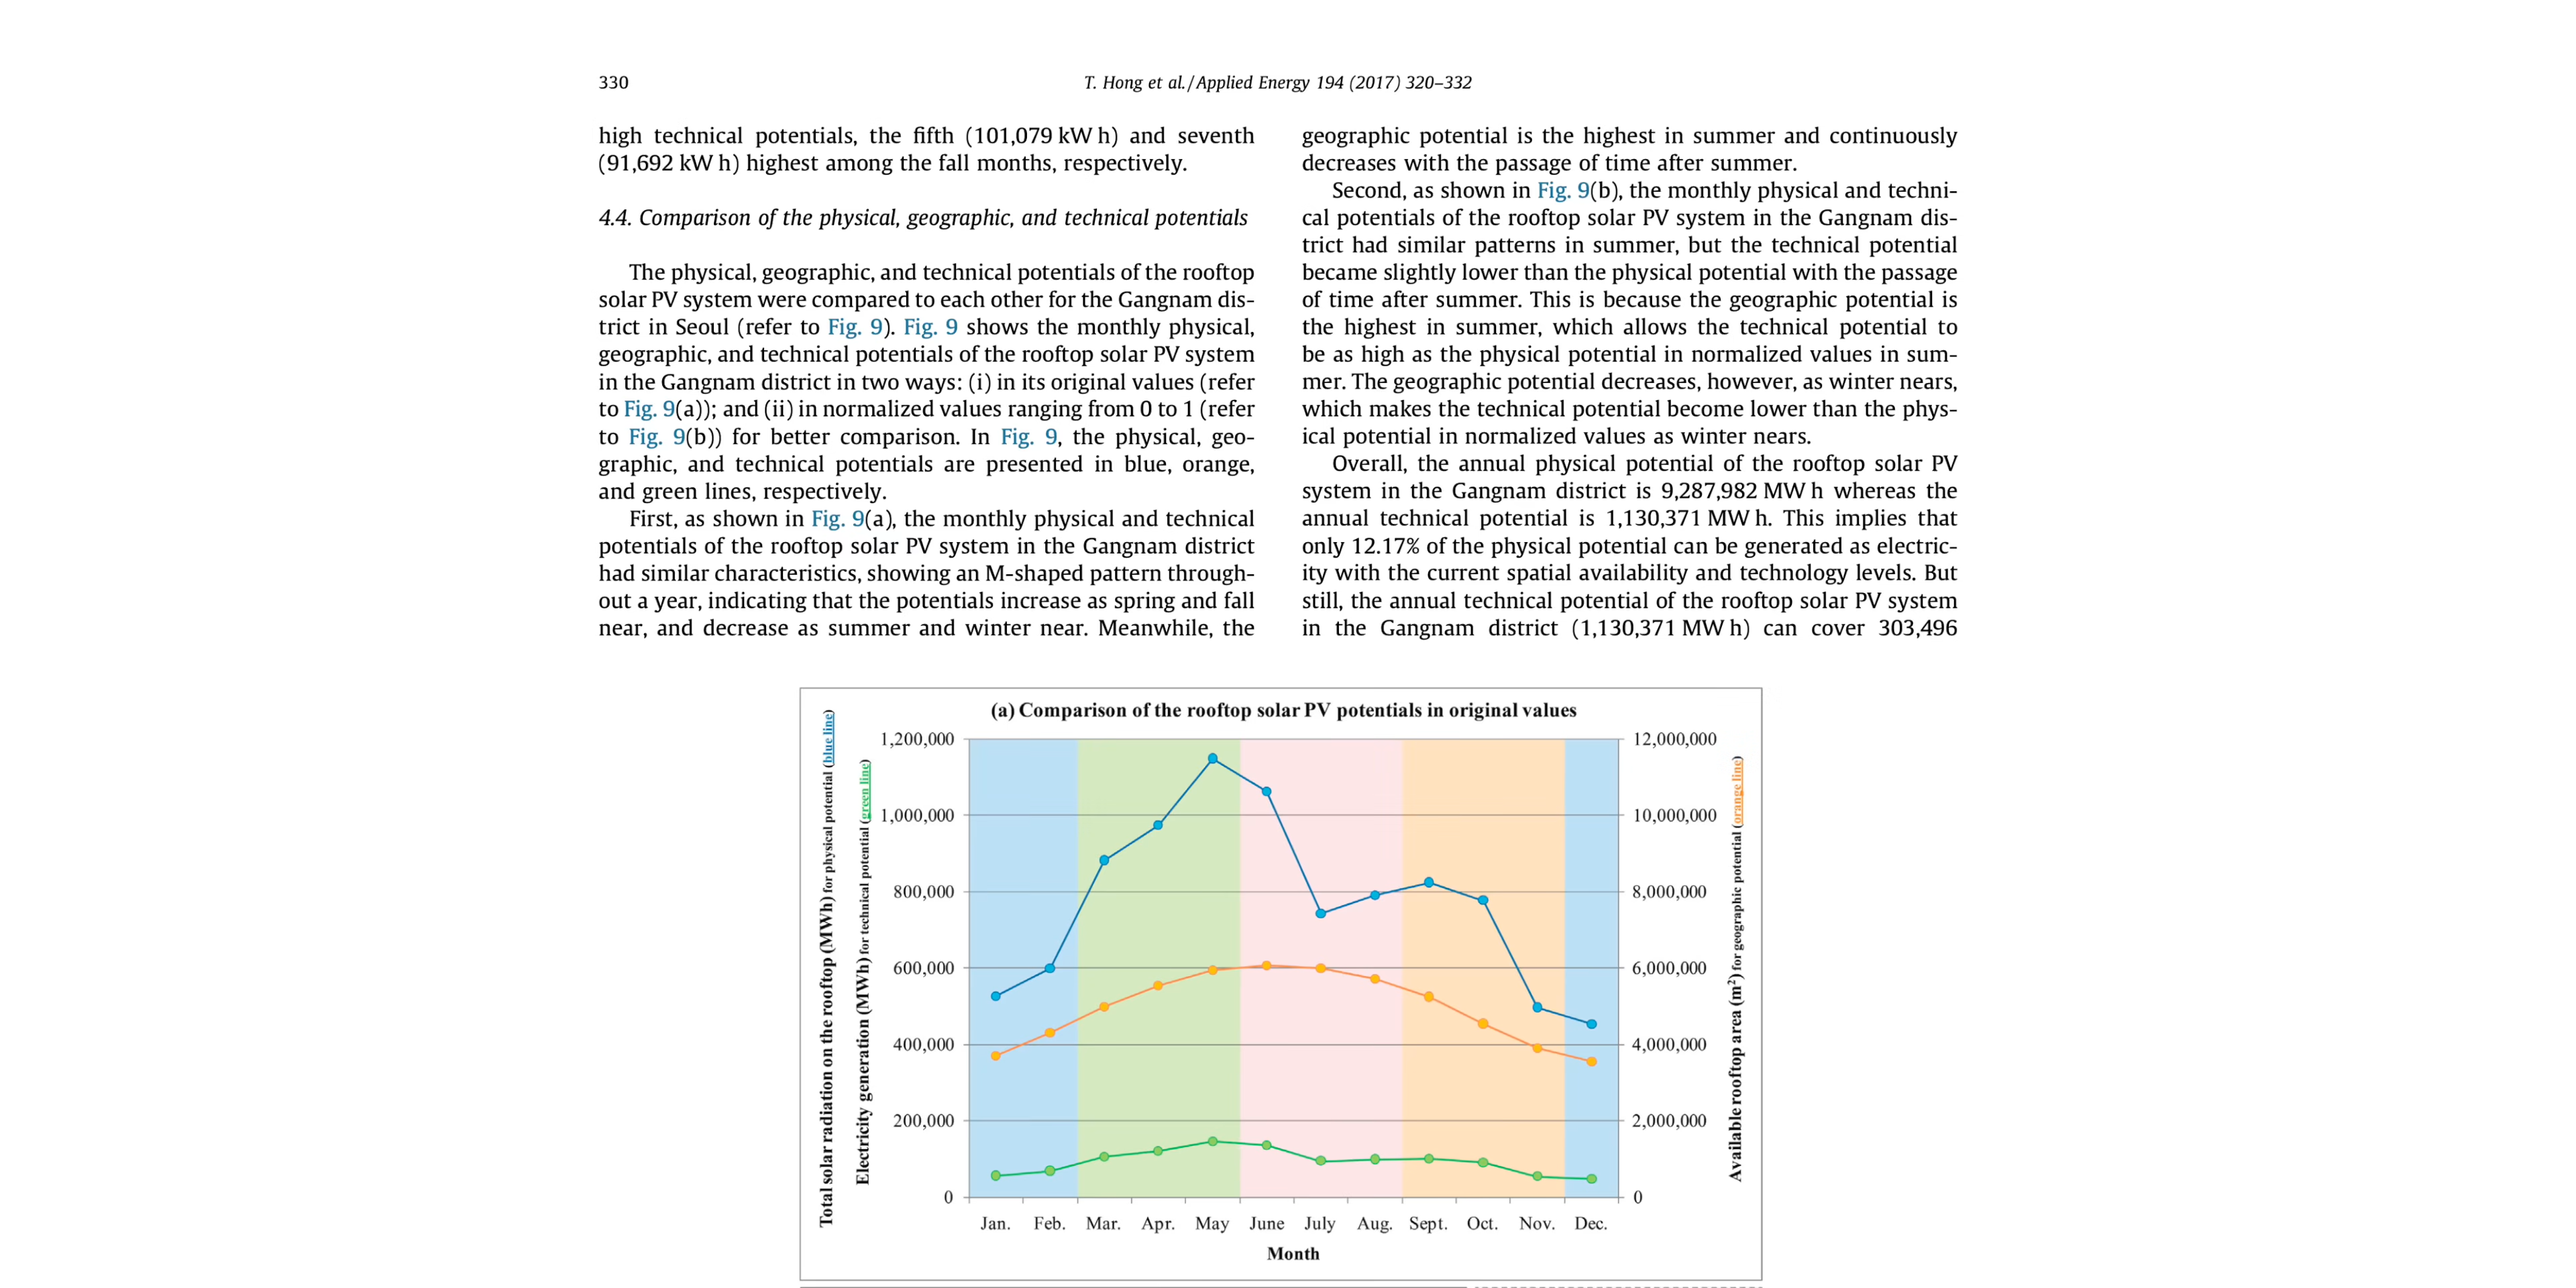 330
T. Hong et al. / Applied Energy 194 (2017) 320–332
high technical potentials, the fifth (101,079 kW h) and seventh
(91,692 kW h) highest among the fall months, respectively.
4.4. Comparison of the physical, geographic, and technical potentials
The physical, geographic, and technical potentials of the rooftop
solar PV system were compared to each other for the Gangnam dis-
trict in Seoul (refer to Fig. 9). Fig. 9 shows the monthly physical,
geographic, and technical potentials of the rooftop solar PV system
in the Gangnam district in two ways: (i) in its original values (refer
to Fig. 9(a)); and (ii) in normalized values ranging from 0 to 1 (refer
to Fig. 9(b)) for better comparison. In Fig. 9, the physical, geo-
graphic, and technical potentials are presented in blue, orange,
and green lines, respectively.
First, as shown in Fig. 9(a), the monthly physical and technical
potentials of the rooftop solar PV system in the Gangnam district
had similar characteristics, showing an M-shaped pattern through-
out a year, indicating that the potentials increase as spring and fall
near, and decrease as summer and winter near. Meanwhile, the
geographic potential is the highest in summer and continuously
decreases with the passage of time after summer.
Second, as shown in Fig. 9(b), the monthly physical and techni-
cal potentials of the rooftop solar PV system in the Gangnam dis-
trict had similar patterns in summer, but the technical potential
became slightly lower than the physical potential with the passage
of time after summer. This is because the geographic potential is
the highest in summer, which allows the technical potential to
be as high as the physical potential in normalized values in sum-
mer. The geographic potential decreases, however, as winter nears,
which makes the technical potential become lower than the phys-
ical potential in normalized values as winter nears.
Overall, the annual physical potential of the rooftop solar PV
system in the Gangnam district is 9,287,982 MW h whereas the
annual technical potential is 1,130,371 MW h. This implies that
only 12.17% of the physical potential can be generated as electric-
ity with the current spatial availability and technology levels. But
still, the annual technical potential of the rooftop solar PV system
in the Gangnam district (1,130,371 MW h) can cover 303,496
(a) Comparison of the rooftop solar PV potentials in original values
Total solar radiation on the rooftop (MWh) for physical potential (blue line)
Electricity generation (MWh) for technical potential (green line)
1,200,000
1,000,000
800,000
600,000
400,000
200,000
0
12,000,000
10,000,000
8,000,000
6,000,000
4,000,000
2,000,000
0
Available rooftop area (m²) for geographic potential (orange line)
Jan. Feb. Mar. Apr. May June July Aug. Sept. Oct. Nov. Dec.
Month